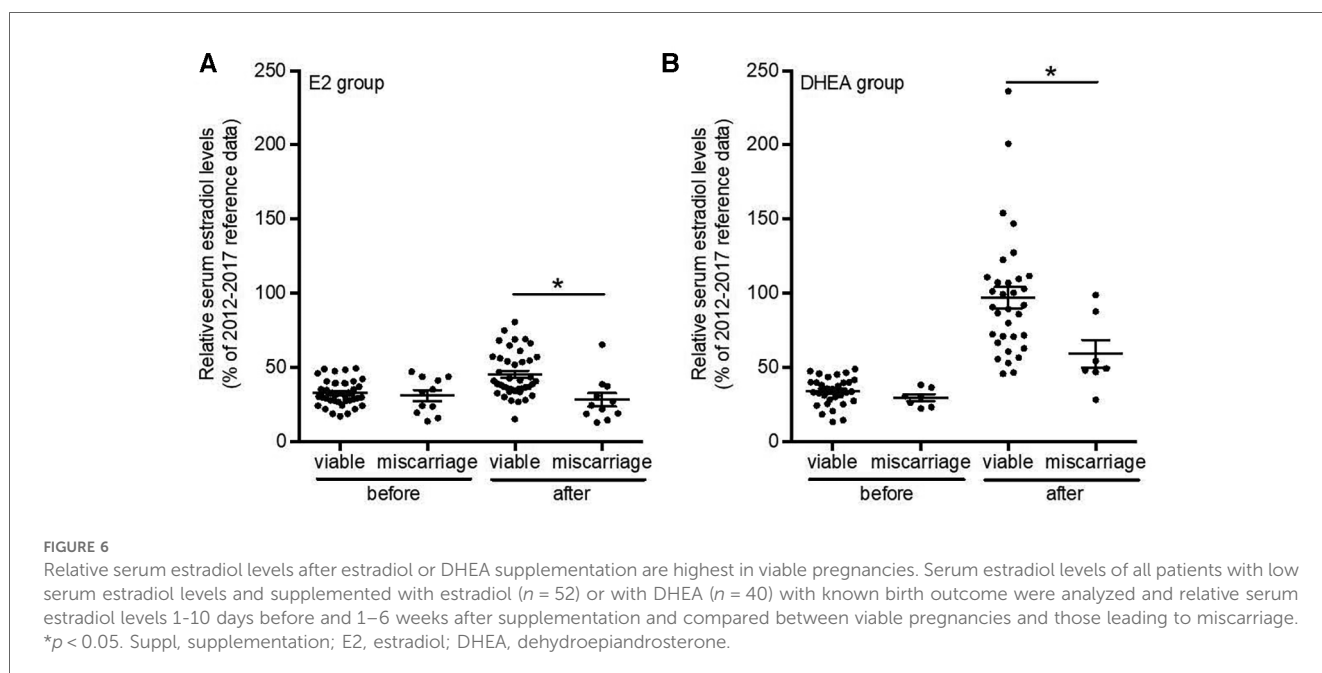 A
B
E2 group
DHEA group
Relative serum estradiol levels
(% of 2012-2017 reference data)
250
200
150
100
50
0
*
viable miscarriage viable miscarriage
before after
Relative serum estradiol levels
(% of 2012-2017 reference data)
250
200
150
100
50
0
*
viable miscarriage viable miscarriage
before after
FIGURE 6
Relative serum estradiol levels after estradiol or DHEA supplementation are highest in viable pregnancies. Serum estradiol levels of all patients with low
serum estradiol levels and supplemented with estradiol (n = 52) or with DHEA (n = 40) with known birth outcome were analyzed and relative serum
estradiol levels 1-10 days before and 1–6 weeks after supplementation and compared between viable pregnancies and those leading to miscarriage.
*p < 0.05. Suppl, supplementation; E2, estradiol; DHEA, dehydroepiandrosterone.